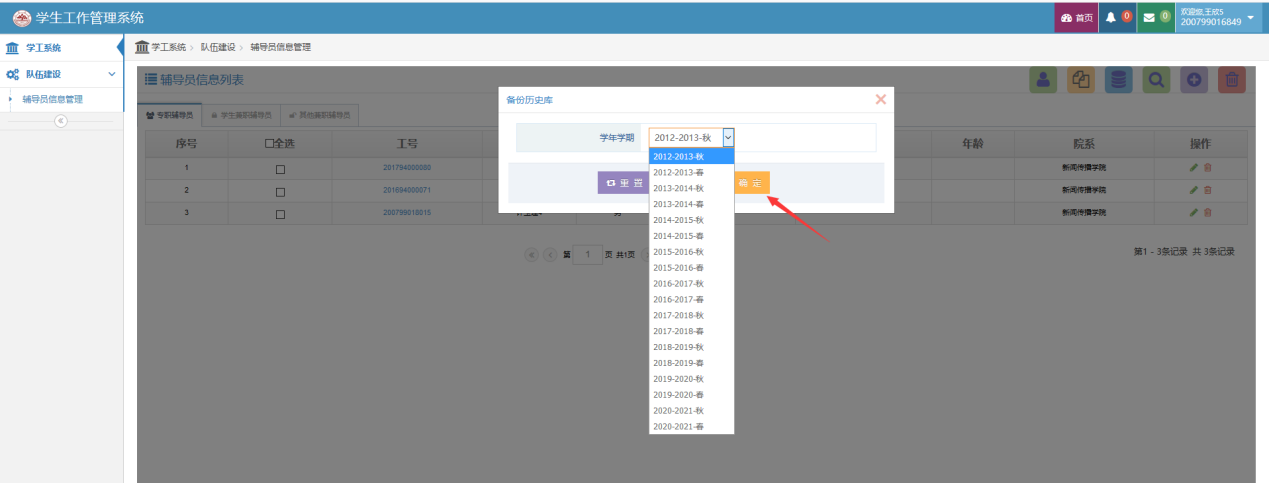 学生工作管理系统
首页
0
0
欢迎您,王欣5
200799016849
学工系统
学工系统 > 队伍建设 > 辅导员信息管理
队伍建设
辅导员信息管理
辅导员信息列表
备份历史库
专职辅导员 学生兼职辅导员 其他兼职辅导员
学年学期 2012-2013-秋
序号 全选 工号 年龄 院系 操作
2012-2013-秋
1 201794000080 新闻传播学院
2012-2013-春
重 置 确 定
2 201694000071 新闻传播学院
2013-2014-秋
2013-2014-春
3 200799018015 男 新闻传播学院
2014-2015-秋
2014-2015-春
第 1 页 共1页
第1 - 3条记录 共 3条记录
2015-2016-秋
2015-2016-春
2016-2017-秋
2016-2017-春
2017-2018-秋
2017-2018-春
2018-2019-秋
2018-2019-春
2019-2020-秋
2019-2020-春
2020-2021-秋
2020-2021-春